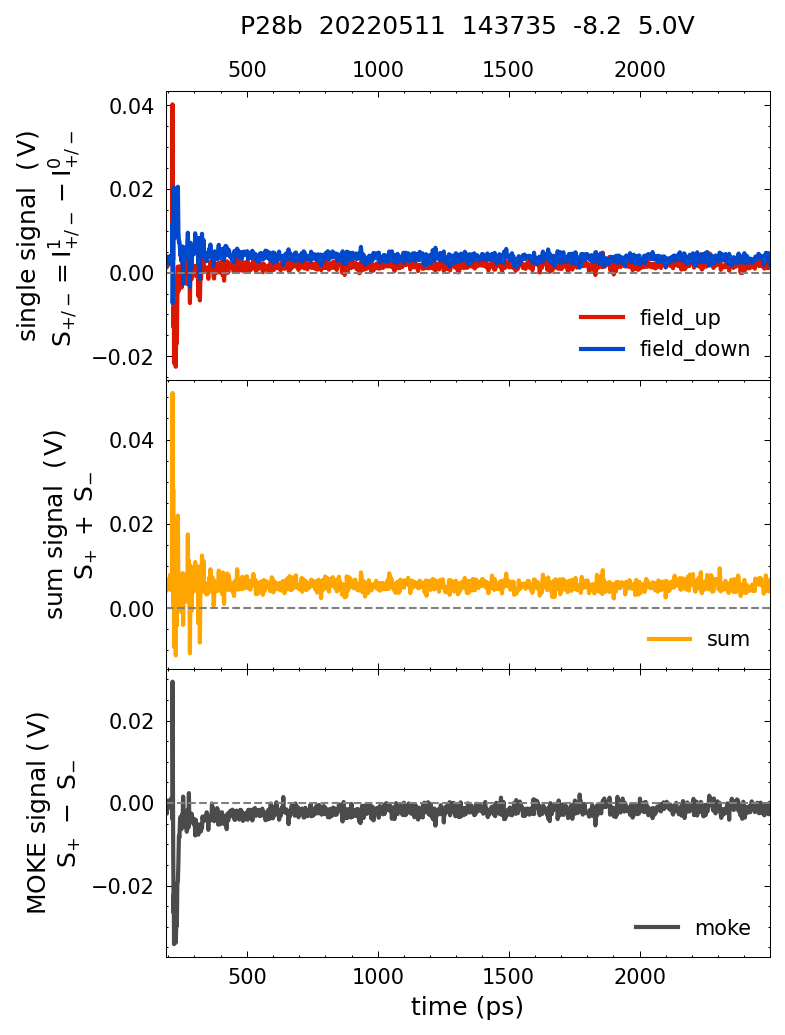 P28b 20220511 143735 -8.2 5.0V
500 1000 1500 2000
single signal (V)
S+/− = I¹+/− − I⁰+/−
0.04
0.02
0.00
−0.02
field_up
field_down
sum signal (V)
S+ + S−
0.04
0.02
0.00
sum
MOKE signal (V)
S+ − S−
0.02
0.00
−0.02
moke
500 1000 1500 2000
time (ps)